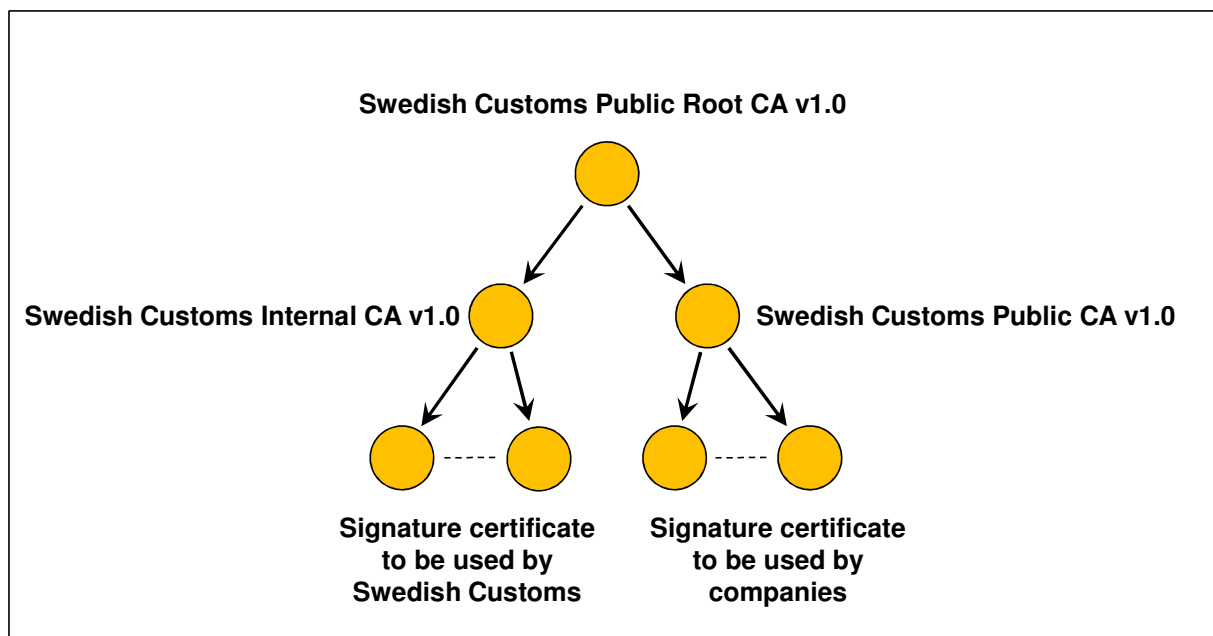 Swedish Customs Public Root CA v1.0
Swedish Customs Internal CA v1.0
Swedish Customs Public CA v1.0
Signature certificate
to be used by
Swedish Customs
Signature certificate
to be used by
companies